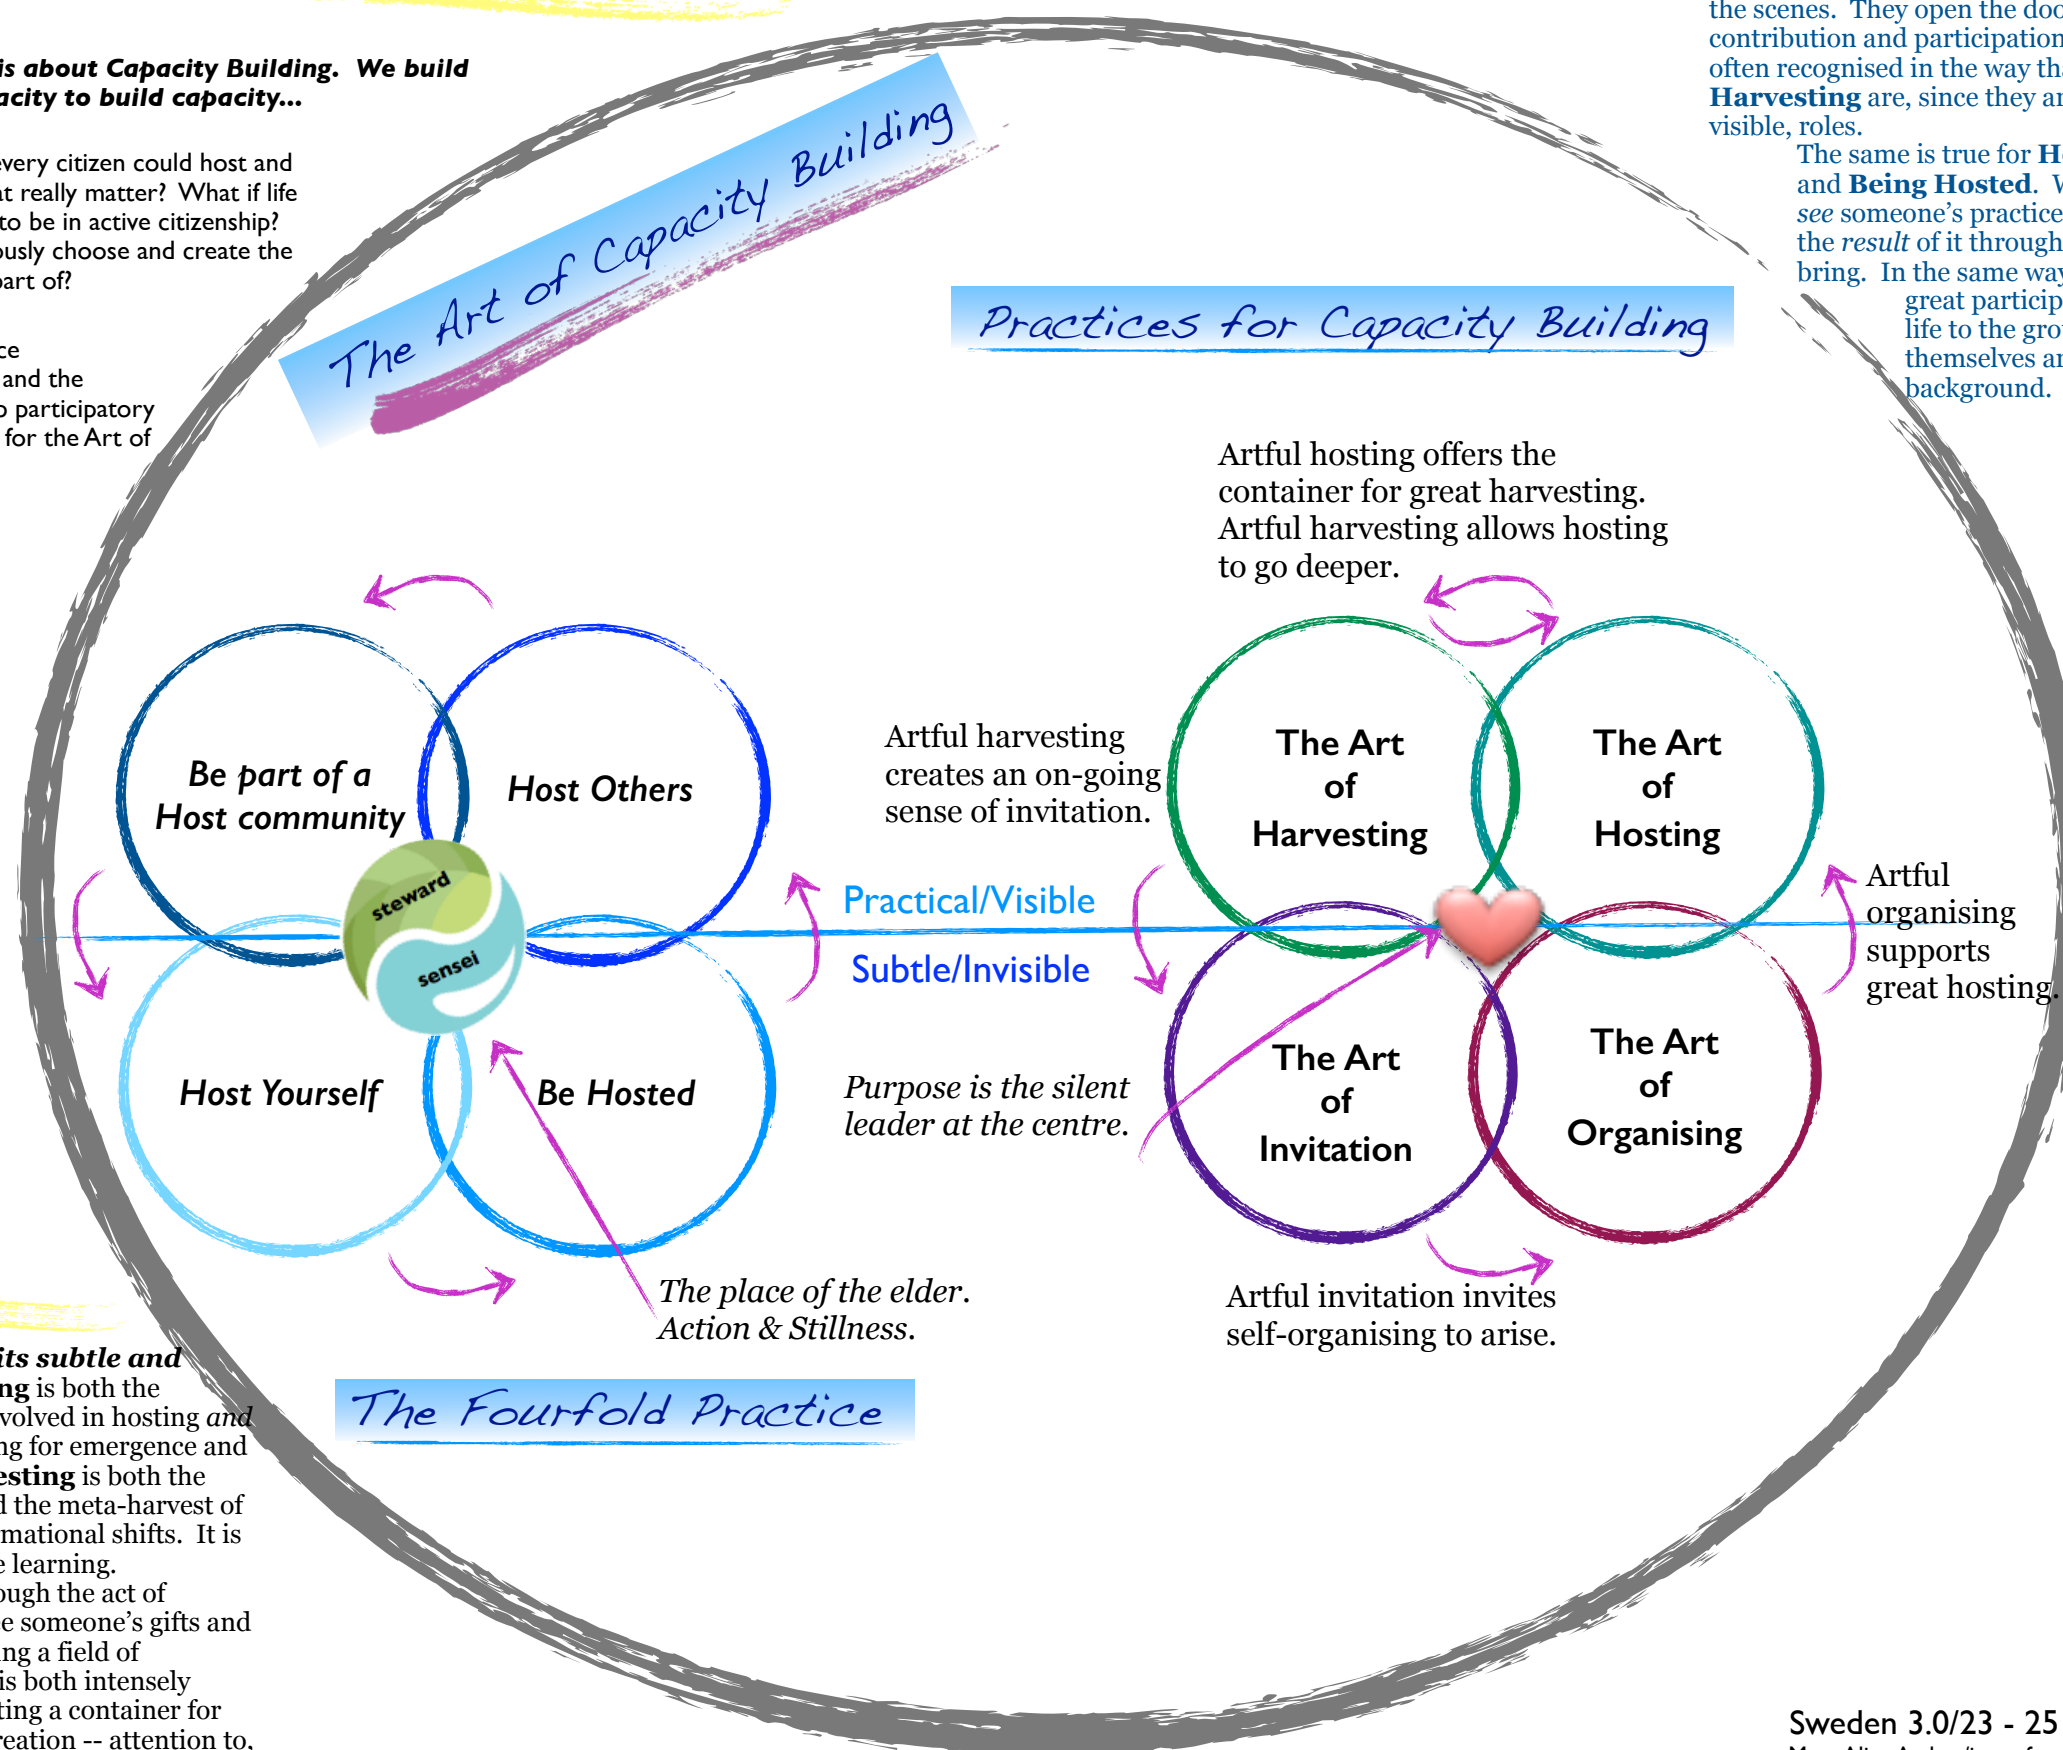 is about Capacity Building.  We build
acity to build capacity...
every citizen could host and
at really matter?  What if life
to be in active citizenship?
ously choose and create the
part of?
ce
and the
o participatory
for the Art of
the scenes.  They open the doo
contribution and participation
often recognised in the way tha
Harvesting are, since they ar
visible, roles.
The same is true for Ho
and Being Hosted.  W
see someone's practice
the result of it through
bring.  In the same way
great particip
life to the gro
themselves an
background.
The Art of Capacity Building
Practices for Capacity Building
Artful hosting offers the
container for great harvesting.
Artful harvesting allows hosting
to go deeper.
Be part of a
Host community
Host Others
steward
sensei
Host Yourself
Be Hosted
The place of the elder.
Action & Stillness.
The Fourfold Practice
Practical/Visible
Subtle/Invisible
Artful harvesting
creates an on-going
sense of invitation.
The Art
of
Harvesting
The Art
of
Hosting
Artful
organising
supports
great hosting.
Purpose is the silent
leader at the centre.
The Art
of
Invitation
The Art
of
Organising
Artful invitation invites
self-organising to arise.
its subtle and
ng is both the
volved in hosting and
ng for emergence and
esting is both the
d the meta-harvest of
rmational shifts.  It is
e learning.
ough the act of
ee someone's gifts and
ing a field of
is both intensely
ting a container for
reation -- attention to,
Sweden 3.0/23 - 25